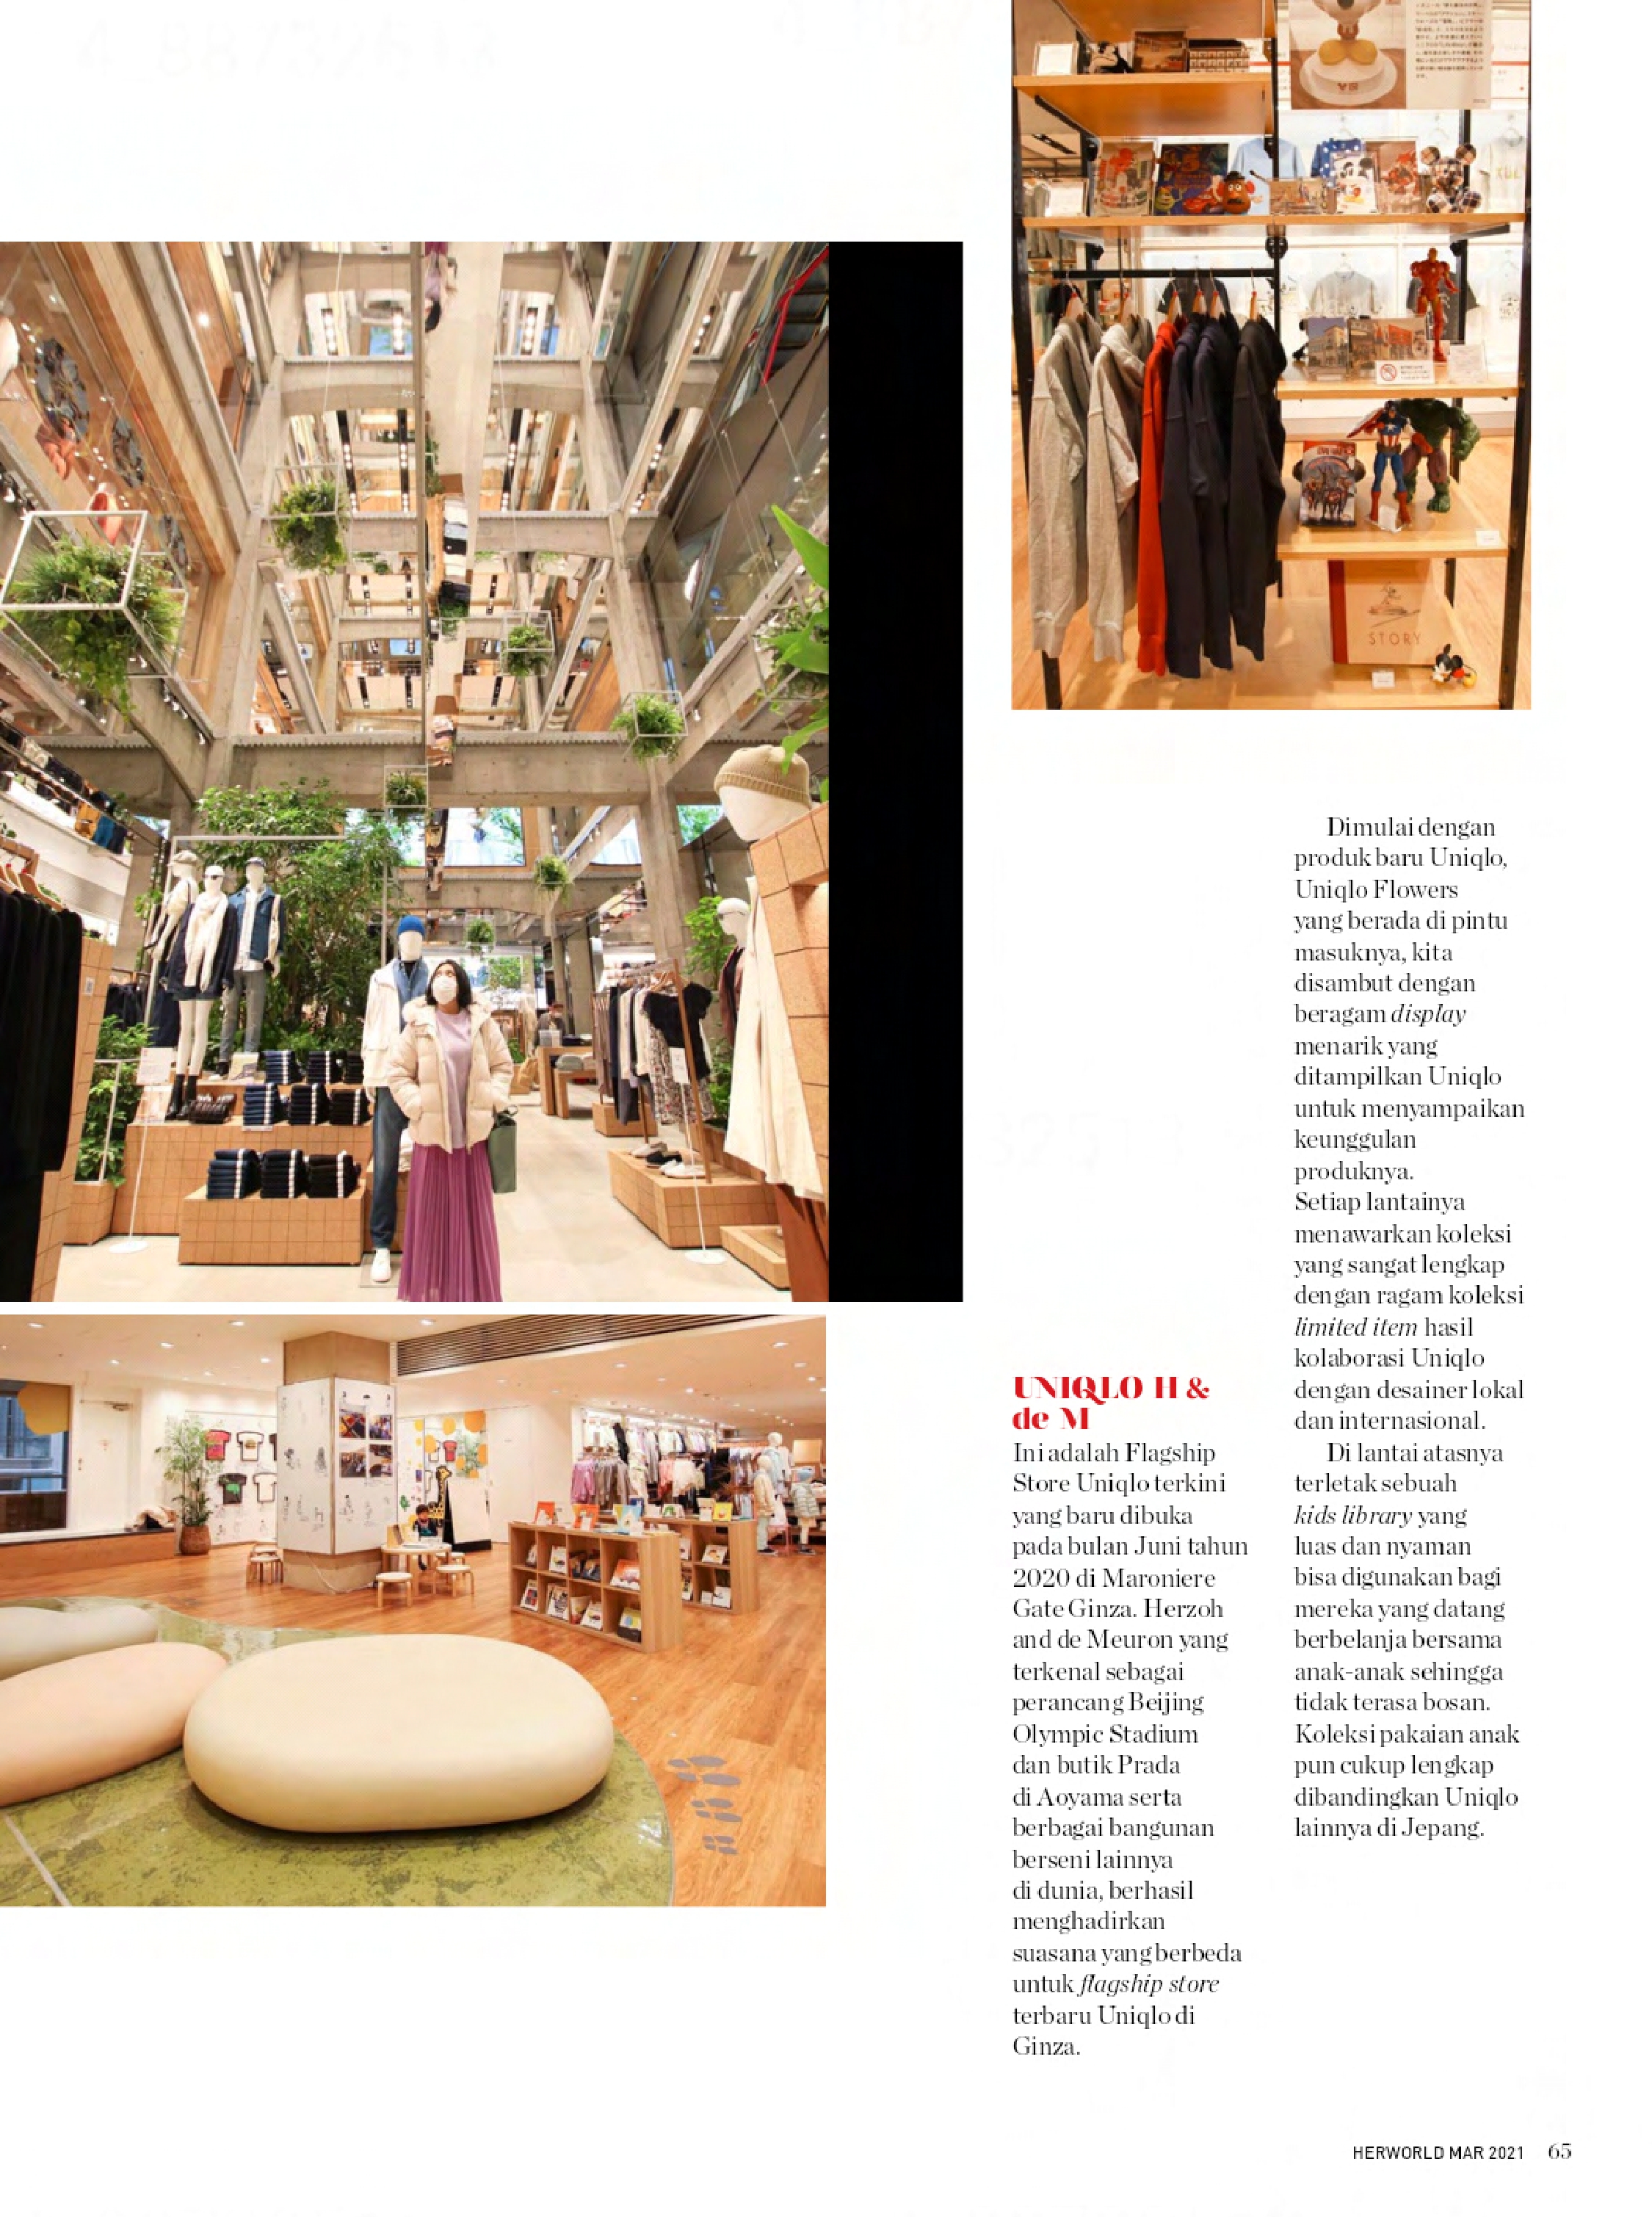 STORY
UNIQLO H &
de M
Ini adalah Flagship
Store Uniqlo terkini
yang baru dibuka
pada bulan Juni tahun
2020 di Maroniere
Gate Ginza. Herzoh
and de Meuron yang
terkenal sebagai
perancang Beijing
Olympic Stadium
dan butik Prada
di Aoyama serta
berbagai bangunan
berseni lainnya
di dunia, berhasil
menghadirkan
suasana yang berbeda
untuk flagship store
terbaru Uniqlo di
Ginza.
Dimulai dengan
produk baru Uniqlo,
Uniqlo Flowers
yang berada di pintu
masuknya, kita
disambut dengan
beragam display
menarik yang
ditampilkan Uniqlo
untuk menyampaikan
keunggulan
produknya.
Setiap lantainya
menawarkan koleksi
yang sangat lengkap
dengan ragam koleksi
limited item hasil
kolaborasi Uniqlo
dengan desainer lokal
dan internasional.
Di lantai atasnya
terletak sebuah
kids library yang
luas dan nyaman
bisa digunakan bagi
mereka yang datang
berbelanja bersama
anak-anak sehingga
tidak terasa bosan.
Koleksi pakaian anak
pun cukup lengkap
dibandingkan Uniqlo
lainnya di Jepang.
HERWORLD MAR 2021 65